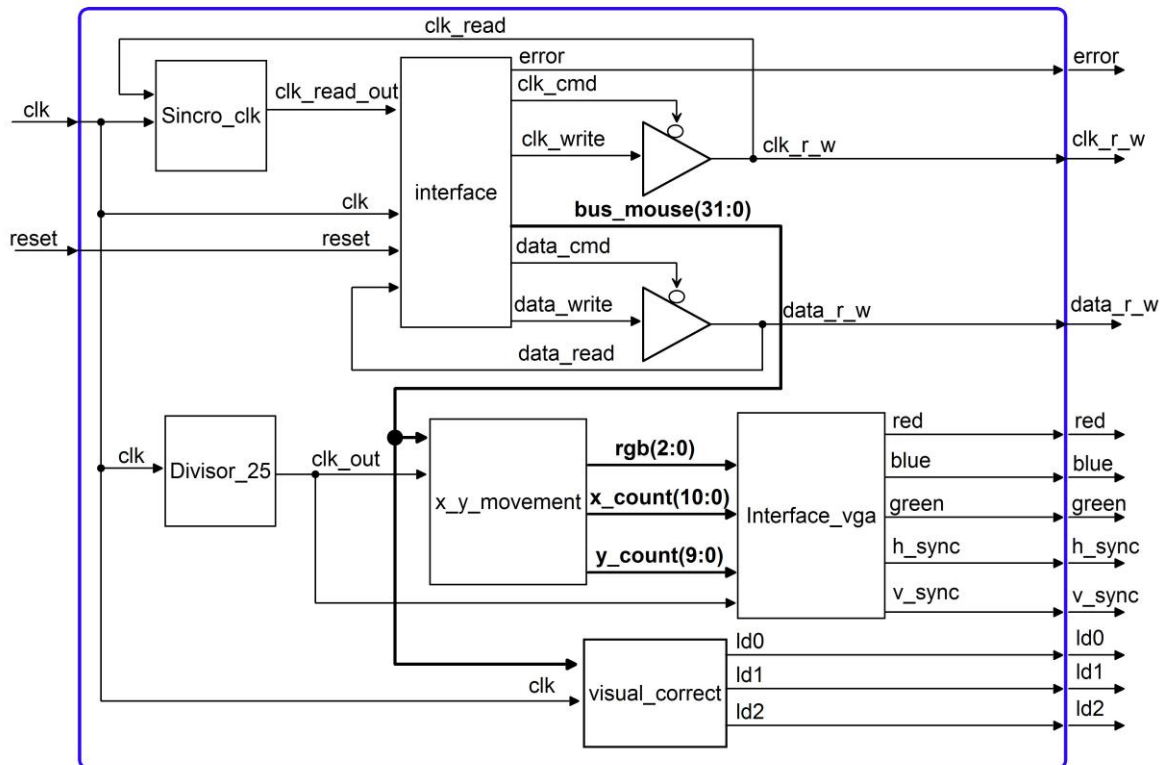 clk_read
error
error
clk_cmd
clk
Sincro_clk
clk_read_out
clk_write
clk_r_w
clk_r_w
interface
clk
bus_mouse(31:0)
reset
reset
data_cmd
data_write
data_r_w
data_r_w
data_read
red
red
clk
Divisor_25
clk_out
rgb(2:0)
blue
blue
x_y_movement
x_count(10:0)
Interface_vga
green
green
y_count(9:0)
h_sync
h_sync
v_sync
v_sync
ld0
ld0
clk
visual_correct
ld1
ld1
ld2
ld2